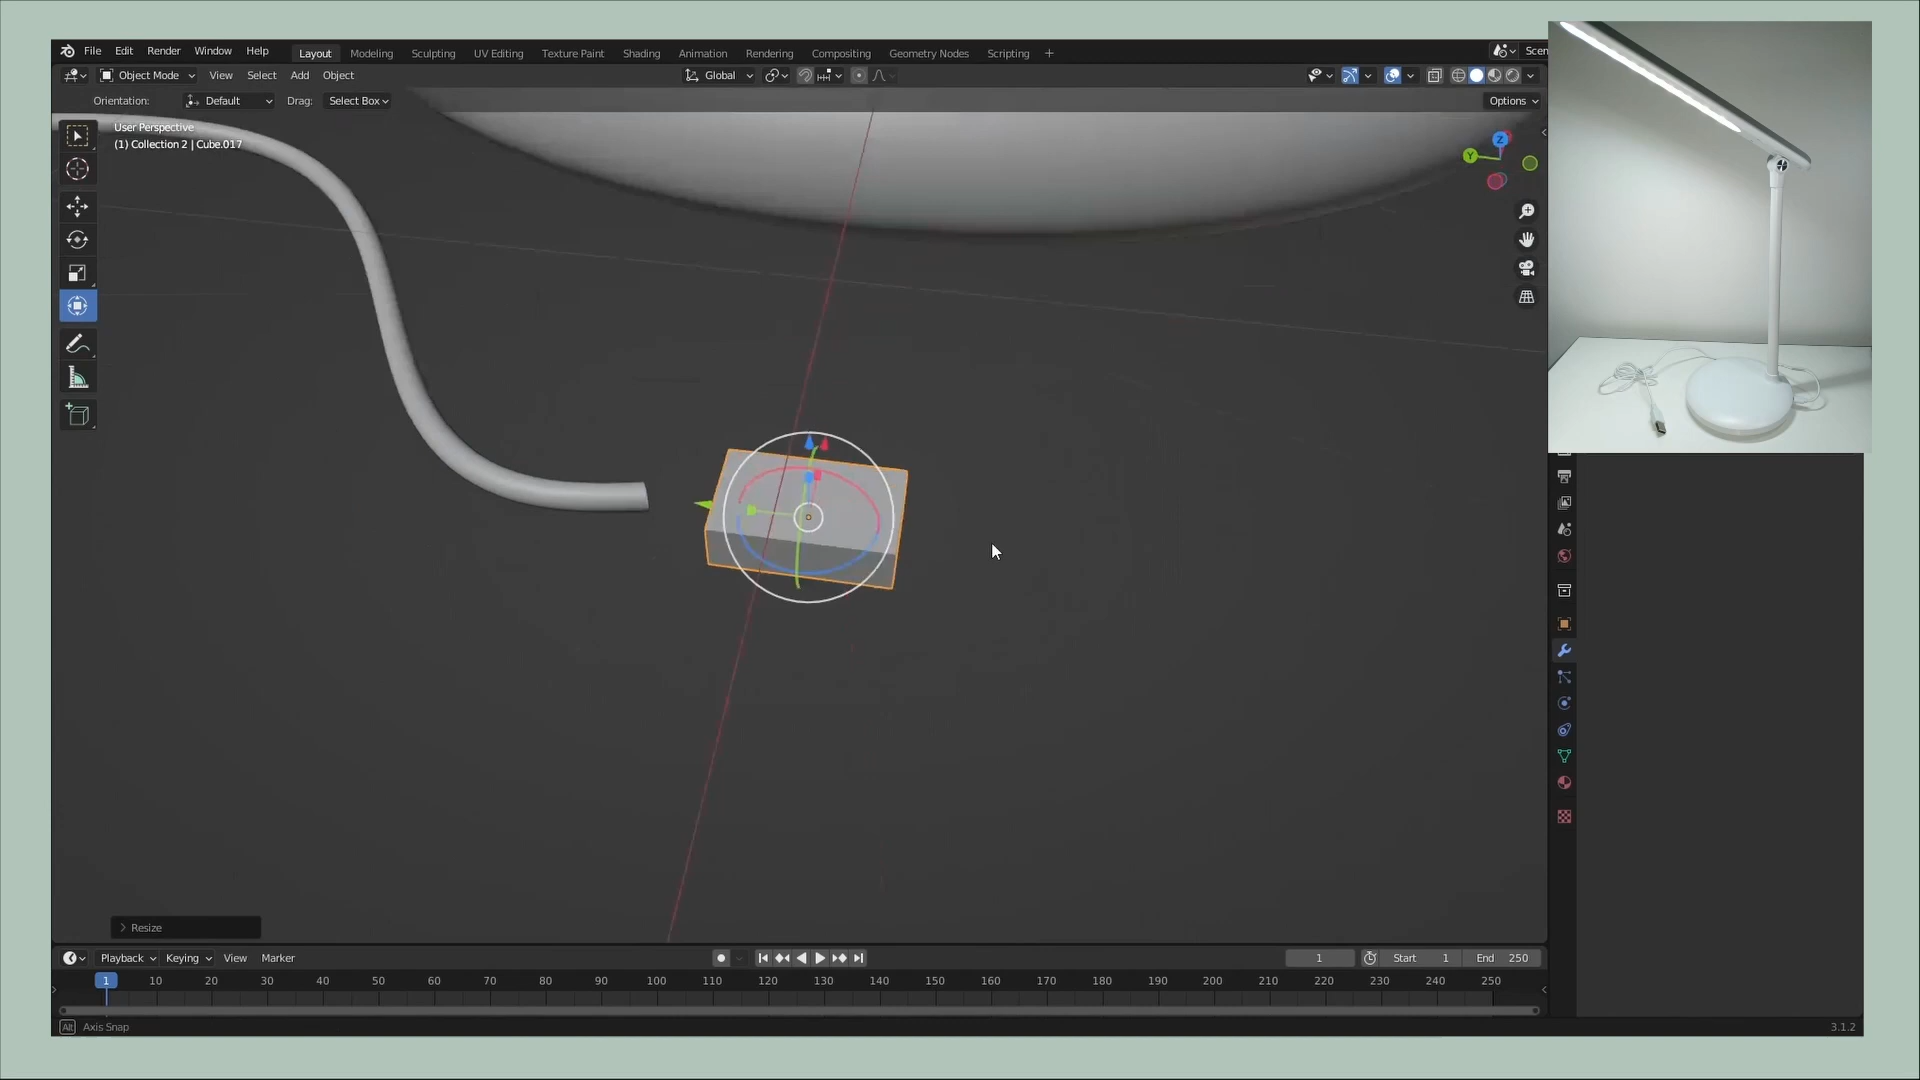 File Edit Render Window Help Layout Modeling Sculpting UV Editing Texture Paint Shading Animation Rendering Compositing Geometry Nodes Scripting + Scen
Object Mode View Select Add Object Global
Orientation: Default Drag: Select Box Options
User Perspective
(1) Collection 2 | Cube.017
Z
Y
Resize
Playback Keying View Marker 1 Start 1 End 250
1 10 20 30 40 50 60 70 80 90 100 110 120 130 140 150 160 170 180 190 200 210 220 230 240 250
Alt Axis Snap 3.1.2